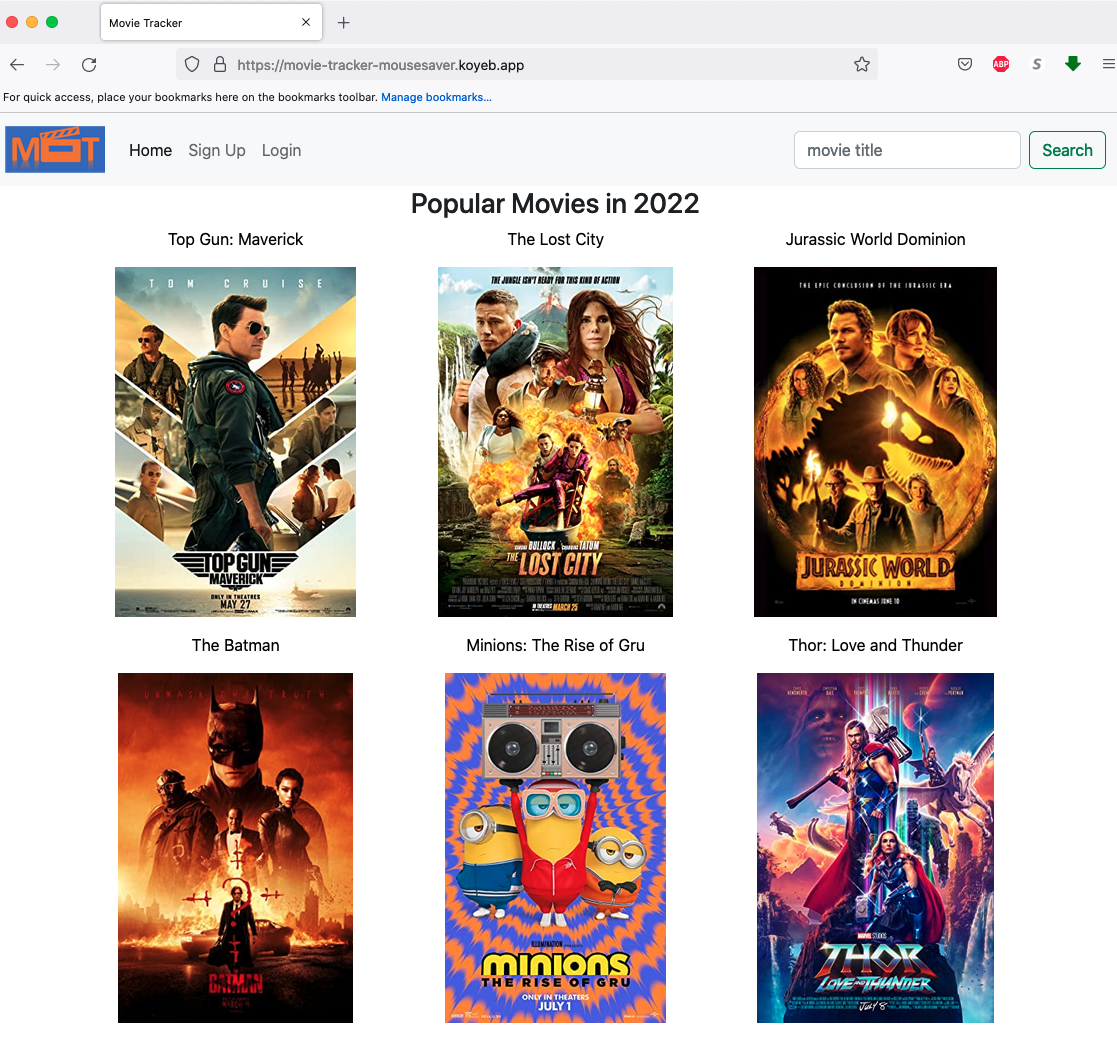 Movie Tracker
https://movie-tracker-mousesaver.koyeb.app
ABP
S
For quick access, place your bookmarks here on the bookmarks toolbar. Manage bookmarks...
MOT
Home
Sign Up
Login
movie title
Search
Popular Movies in 2022
Top Gun: Maverick
The Lost City
Jurassic World Dominion
TOM CRUISE
TOPGUN
MAVERICK
ONLY IN THEATRES
MAY 27
THE JUNGLE ISN'T READY FOR THIS KIND OF ACTION
SANDRA BULLOCK CHANNING TATUM
THE LOST CITY
IN THEATRES MARCH 25
THE EPIC CONCLUSION OF THE JURASSIC ERA
JURASSIC WORLD
DOMINION
IN CINEMAS JUNE 10
The Batman
Minions: The Rise of Gru
Thor: Love and Thunder
UNMASK THE TRUTH
THE
BATMAN
MARCH 4
ILLUMINATION PRESENTS
minions
THE RISE OF GRU
ONLY IN THEATERS
JULY 1
MARVEL STUDIOS
THOR
LOVE AND THUNDER
JULY 8